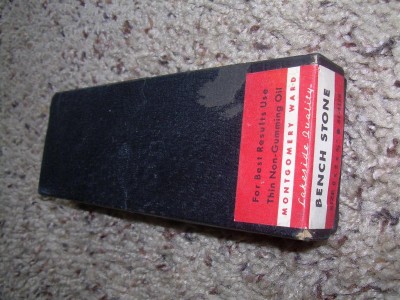 For Best Results Use
Thin Non-Gumming Oil
MONTGOMERY WARD
Lakeside Quality
BENCH STONE